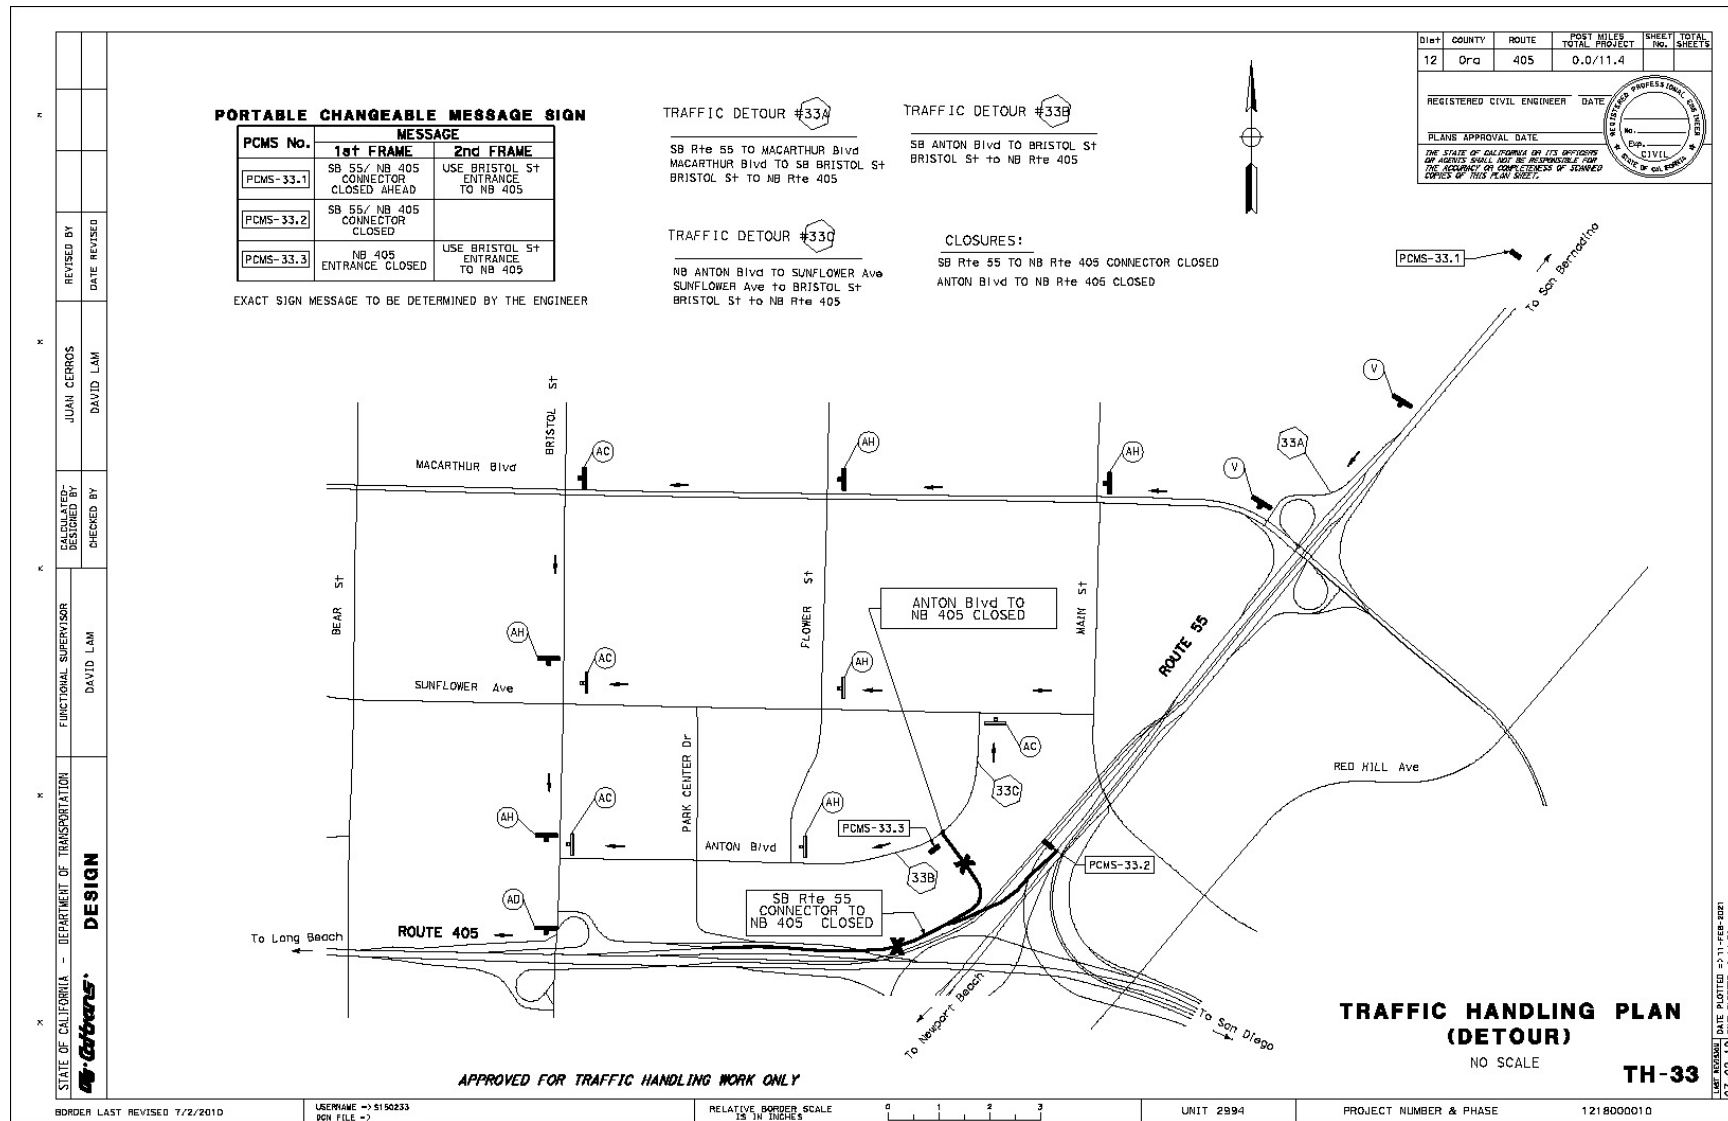 Dist COUNTY ROUTE POST MILES TOTAL PROJECT SHEET No. TOTAL SHEETS
12 Ora 405 0.0/11.4
REGISTERED CIVIL ENGINEER DATE
PLANS APPROVAL DATE
THE STATE OF CALIFORNIA OR ITS OFFICERS
OR AGENTS SHALL NOT BE RESPONSIBLE FOR
THE ACCURACY OR COMPLETENESS OF SCANNED
COPIES OF THIS PLAN SHEET.
REGISTERED PROFESSIONAL ENGINEER
No.
Exp.
CIVIL
STATE OF CALIFORNIA
PORTABLE CHANGEABLE MESSAGE SIGN
PCMS No. MESSAGE
1st FRAME 2nd FRAME
PCMS-33.1
SB 55/ NB 405
CONNECTOR
CLOSED AHEAD
USE BRISTOL St
ENTRANCE
TO NB 405
PCMS-33.2
SB 55/ NB 405
CONNECTOR
CLOSED
PCMS-33.3
NB 405
ENTRANCE CLOSED
USE BRISTOL St
ENTRANCE
TO NB 405
EXACT SIGN MESSAGE TO BE DETERMINED BY THE ENGINEER
TRAFFIC DETOUR #33A
SB Rte 55 TO MACARTHUR Blvd
MACARTHUR Blvd TO SB BRISTOL St
BRISTOL St to NB Rte 405
TRAFFIC DETOUR #33B
SB ANTON Blvd TO BRISTOL St
BRISTOL St to NB Rte 405
TRAFFIC DETOUR #33C
NB ANTON Blvd TO SUNFLOWER Ave
SUNFLOWER Ave to BRISTOL St
BRISTOL St to NB Rte 405
CLOSURES:
SB Rte 55 TO NB Rte 405 CONNECTOR CLOSED
ANTON Blvd TO NB Rte 405 CLOSED
PCMS-33.1
To San Bernadino
V
33A
V
AH
AH
AC
BRISTOL St
MACARTHUR Blvd
BEAR St
FLOWER St
MAIN St
ANTON Blvd TO
NB 405 CLOSED
ROUTE 55
AH
AC
AH
SUNFLOWER Ave
AC
33C
RED HILL Ave
PARK CENTER Dr
AH
AC
AH
PCMS-33.3
ANTON Blvd
33B
PCMS-33.2
SB Rte 55
CONNECTOR TO
NB 405 CLOSED
AD
ROUTE 405
To Long Beach
To Newport Beach
To San Diego
TRAFFIC HANDLING PLAN
(DETOUR)
NO SCALE
TH-33
APPROVED FOR TRAFFIC HANDLING WORK ONLY
REVISED BY
DATE REVISED
JUAN CERROS
DAVID LAM
CALCULATED-
DESIGNED BY
CHECKED BY
FUNCTIONAL SUPERVISOR
DAVID LAM
STATE OF CALIFORNIA - DEPARTMENT OF TRANSPORTATION
Caltrans
DESIGN
BORDER LAST REVISED 7/2/2010
USERNAME => S150233
DGN FILE =>
RELATIVE BORDER SCALE
IS IN INCHES
0 1 2 3
UNIT 2994
PROJECT NUMBER & PHASE
1218000010
DATE PLOTTED => 11-FEB-2021